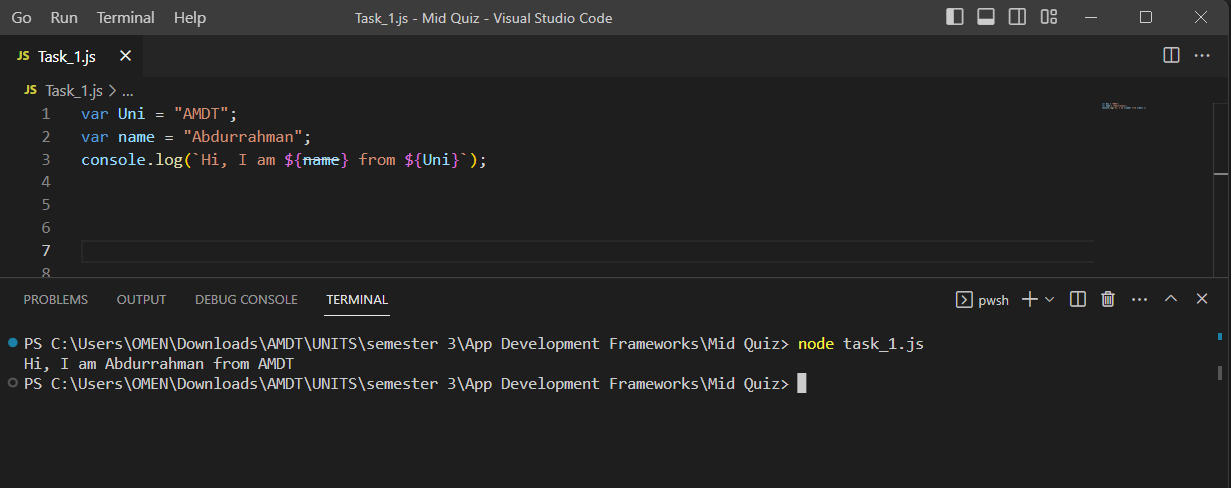 Go Run Terminal Help Task_1.js - Mid Quiz - Visual Studio Code
JS Task_1.js
JS Task_1.js > ...
1 var Uni = "AMDT";
2 var name = "Abdurrahman";
3 console.log(`Hi, I am ${name} from ${Uni}`);
4
5
6
7
8
PROBLEMS OUTPUT DEBUG CONSOLE TERMINAL pwsh
PS C:\Users\OMEN\Downloads\AMDT\UNITS\semester 3\App Development Frameworks\Mid Quiz> node task_1.js
Hi, I am Abdurrahman from AMDT
PS C:\Users\OMEN\Downloads\AMDT\UNITS\semester 3\App Development Frameworks\Mid Quiz>